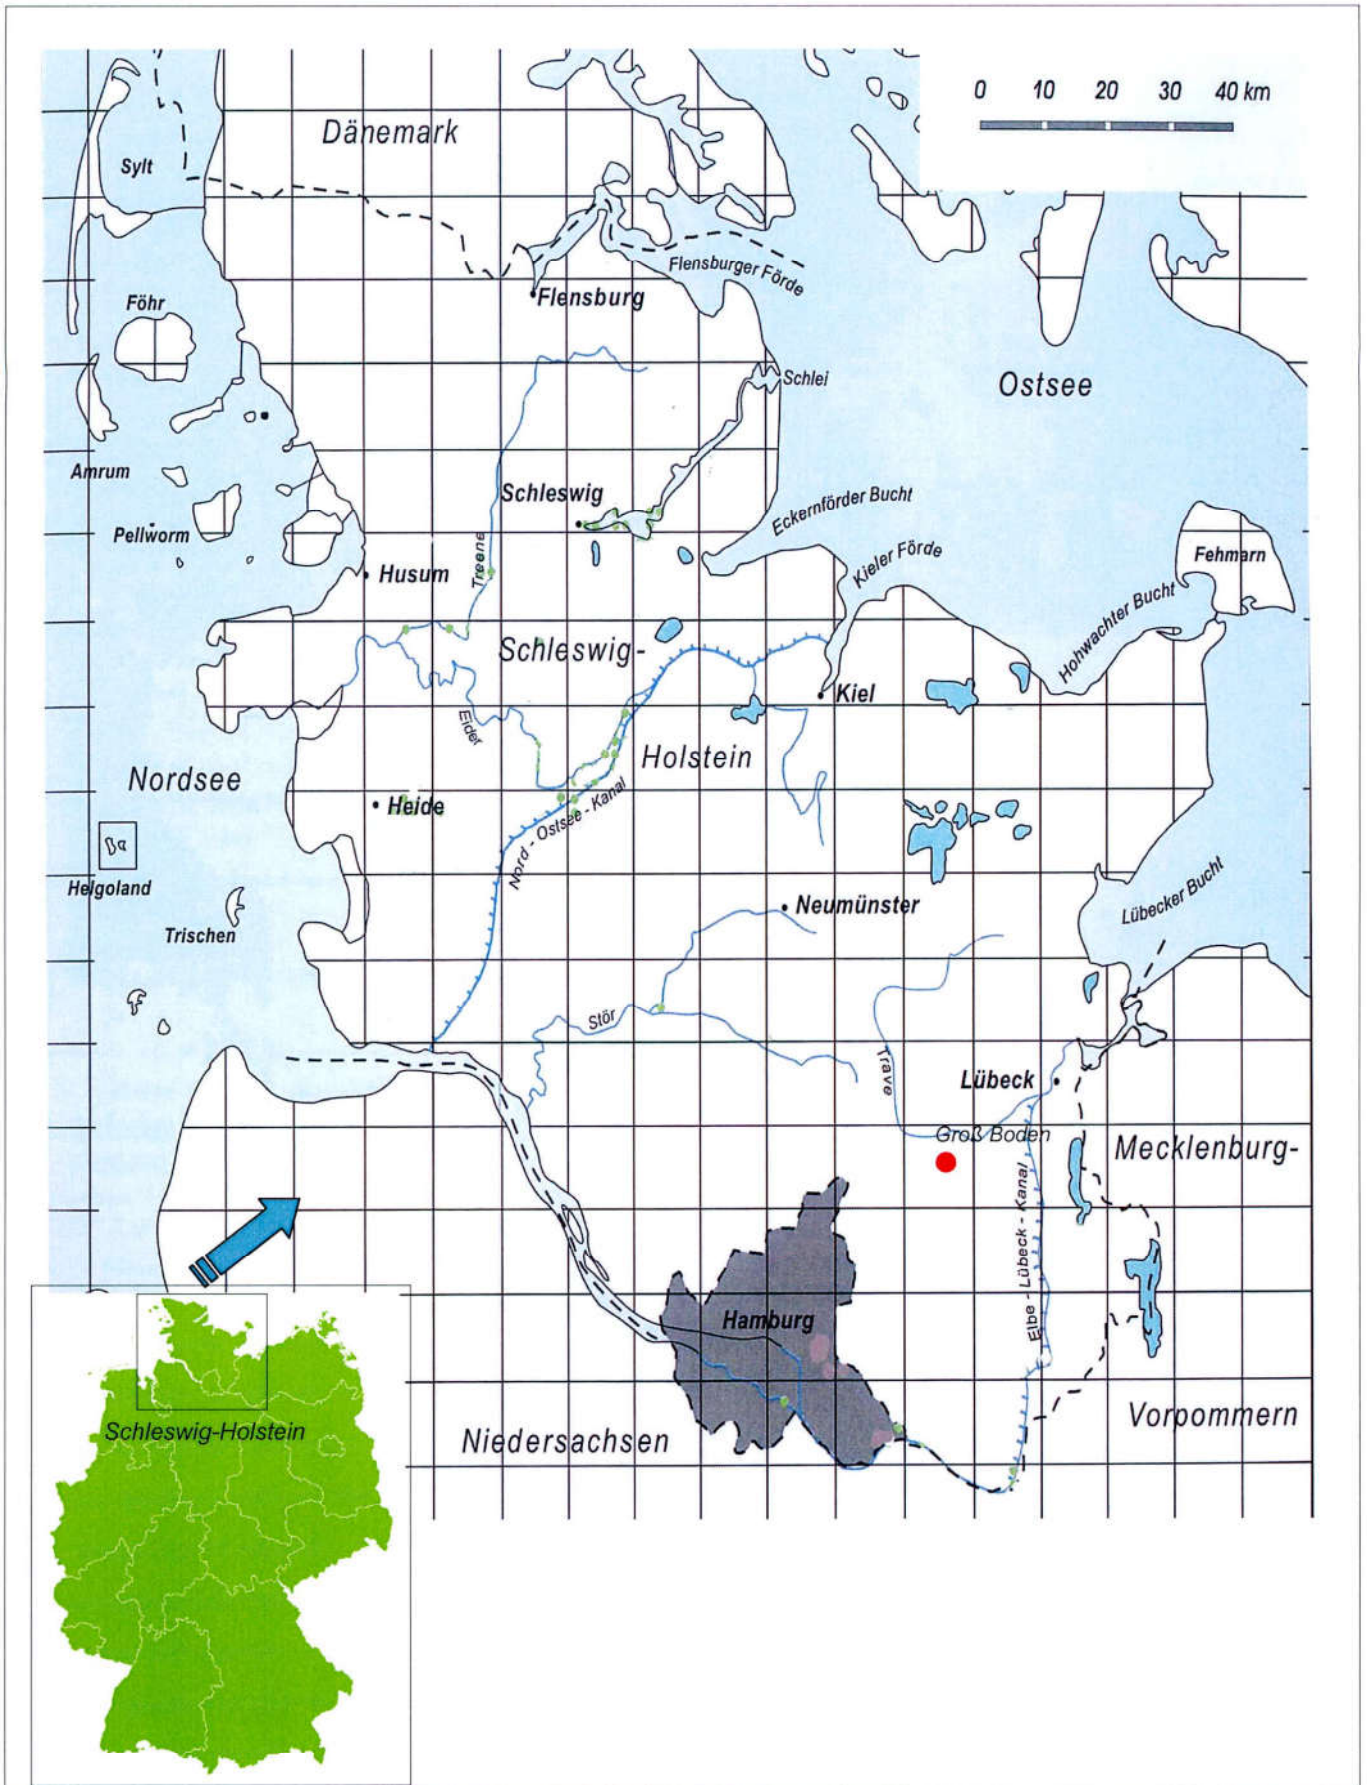 0 10 20 30 40 km
Dänemark
Sylt
Flensburger Förde
Flensburg
Föhr
Schlei
Ostsee
Amrum
Schleswig
Eckernförder Bucht
Pellworm
Treene
Kieler Förde
Fehmarn
Husum
Hohwachter Bucht
Schleswig-
Kiel
Eider
Holstein
Nordsee
Heide
Nord - Ostsee - Kanal
Helgoland
Lübecker Bucht
Neumünster
Trischen
Stör
Trave
Lübeck
Groß Boden
Mecklenburg-
Elbe - Lübeck - Kanal
Hamburg
Vorpommern
Schleswig-Holstein
Niedersachsen